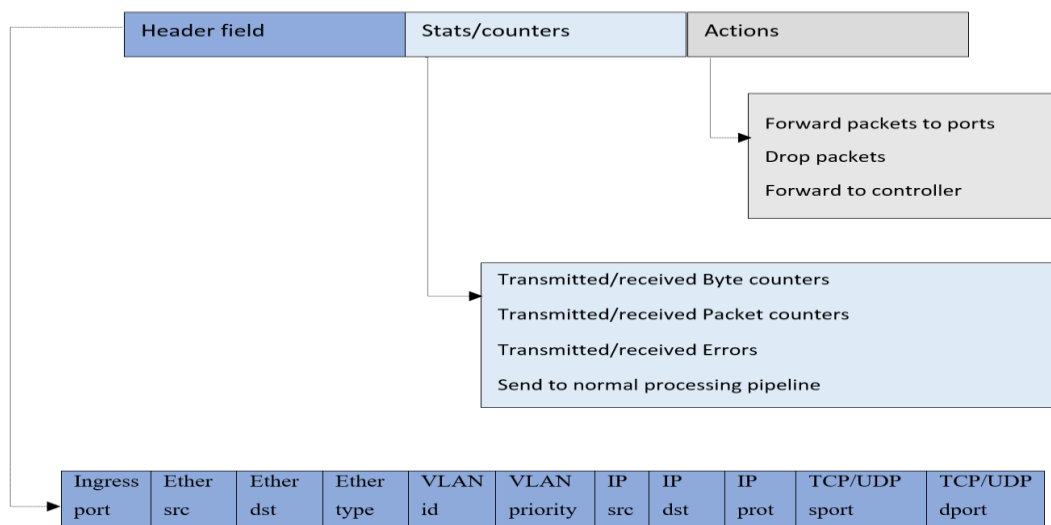 Header field
Stats/counters
Actions
Forward packets to ports
Drop packets
Forward to controller
Transmitted/received Byte counters
Transmitted/received Packet counters
Transmitted/received Errors
Send to normal processing pipeline
Ingress port
Ether src
Ether dst
Ether type
VLAN id
VLAN priority
IP src
IP dst
IP prot
TCP/UDP sport
TCP/UDP dport